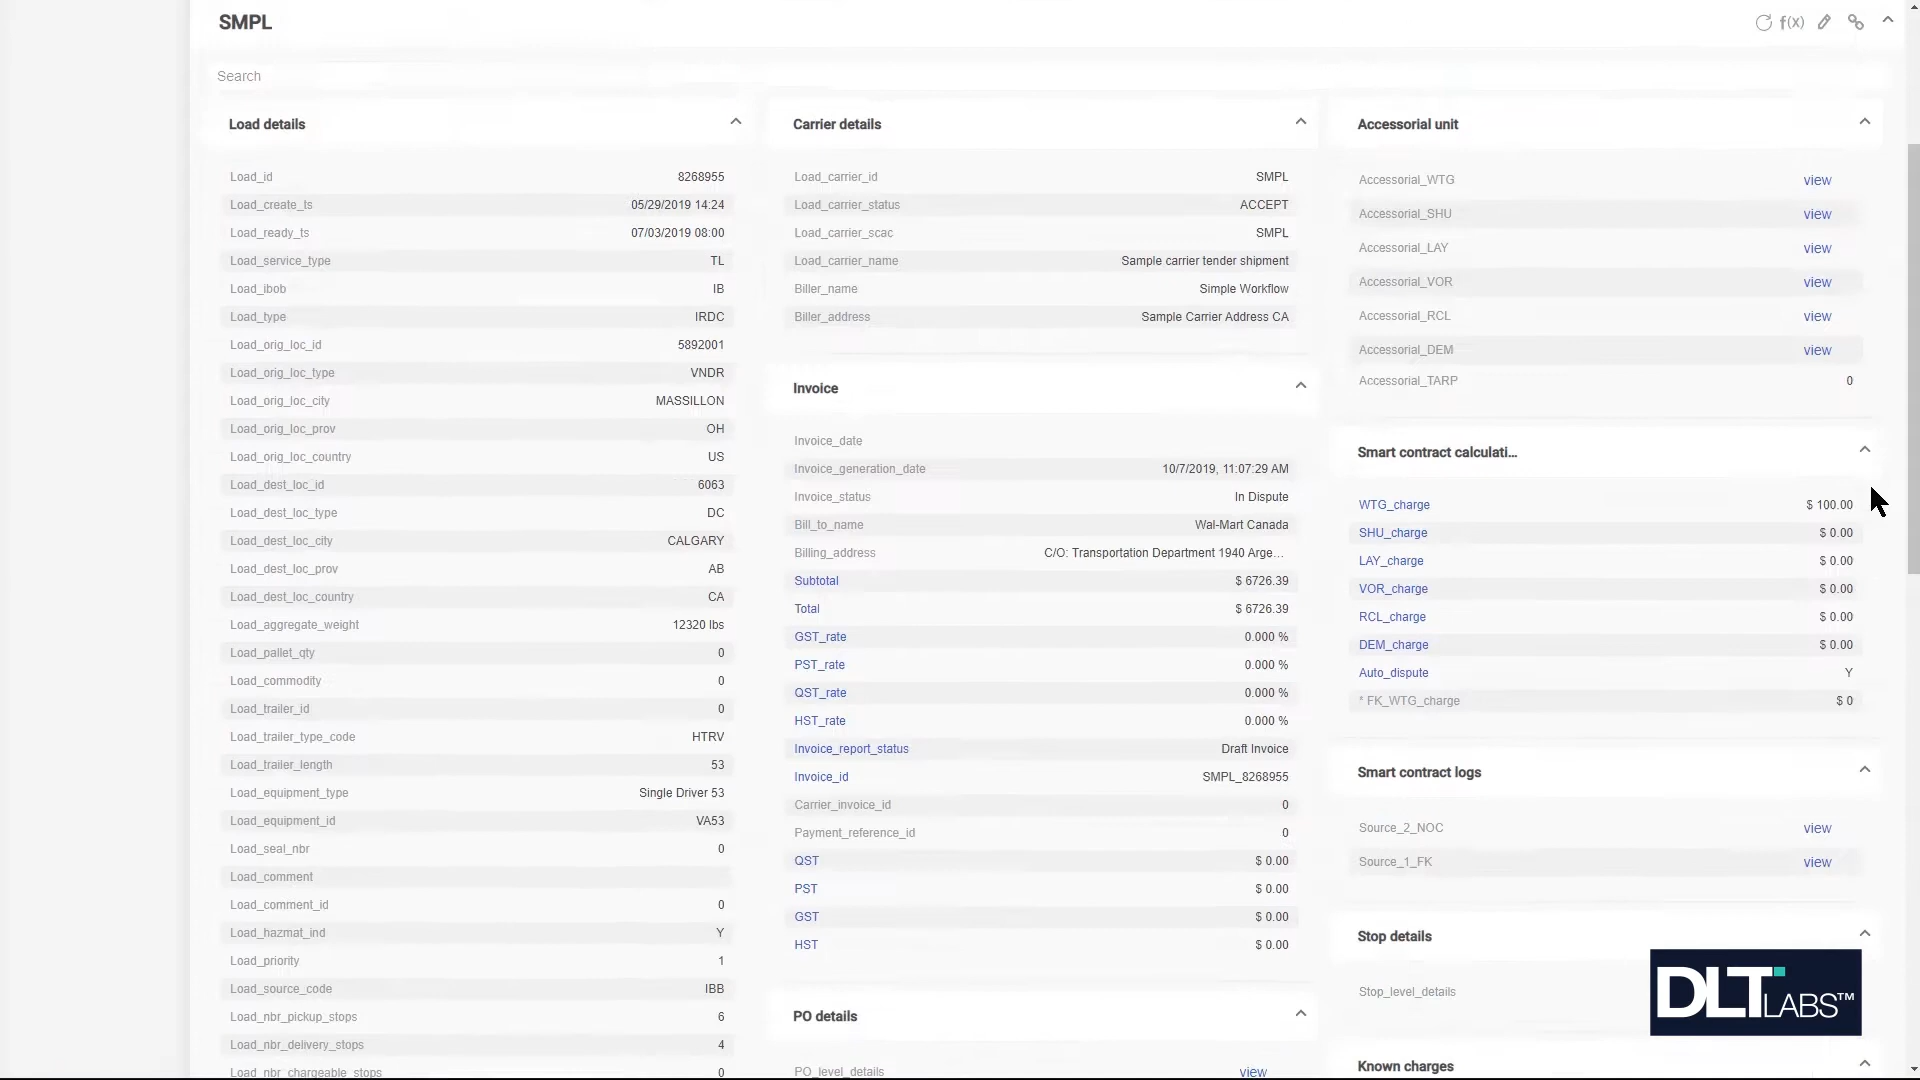 SMPL
f(x)
Search
Load details
Load_id 8268955
Load_create_ts 05/29/2019 14:24
Load_ready_ts 07/03/2019 08:00
Load_service_type TL
Load_ibob IB
Load_type IRDC
Load_orig_loc_id 5892001
Load_orig_loc_type VNDR
Load_orig_loc_city MASSILLON
Load_orig_loc_prov OH
Load_orig_loc_country US
Load_dest_loc_id 6063
Load_dest_loc_type DC
Load_dest_loc_city CALGARY
Load_dest_loc_prov AB
Load_dest_loc_country CA
Load_aggregate_weight 12320 lbs
Load_pallet_qty 0
Load_commodity 0
Load_trailer_id 0
Load_trailer_type_code HTRV
Load_trailer_length 53
Load_equipment_type Single Driver 53
Load_equipment_id VA53
Load_seal_nbr 0
Load_comment
Load_comment_id 0
Load_hazmat_ind Y
Load_priority 1
Load_source_code IBB
Load_nbr_pickup_stops 6
Load_nbr_delivery_stops 4
Load_nbr_chargeable_stops 0
Carrier details
Load_carrier_id SMPL
Load_carrier_status ACCEPT
Load_carrier_scac SMPL
Load_carrier_name Sample carrier tender shipment
Biller_name Simple Workflow
Biller_address Sample Carrier Address CA
Invoice
Invoice_date
Invoice_generation_date 10/7/2019, 11:07:29 AM
Invoice_status In Dispute
Bill_to_name Wal-Mart Canada
Billing_address C/O: Transportation Department 1940 Arge...
Subtotal $ 6726.39
Total $ 6726.39
GST_rate 0.000 %
PST_rate 0.000 %
QST_rate 0.000 %
HST_rate 0.000 %
Invoice_report_status Draft Invoice
Invoice_id SMPL_8268955
Carrier_invoice_id 0
Payment_reference_id 0
QST $ 0.00
PST $ 0.00
GST $ 0.00
HST $ 0.00
PO details
PO_level_details view
Accessorial unit
Accessorial_WTG view
Accessorial_SHU view
Accessorial_LAY view
Accessorial_VOR view
Accessorial_RCL view
Accessorial_DEM view
Accessorial_TARP 0
Smart contract calculati...
WTG_charge $ 100.00
SHU_charge $ 0.00
LAY_charge $ 0.00
VOR_charge $ 0.00
RCL_charge $ 0.00
DEM_charge $ 0.00
Auto_dispute Y
* FK_WTG_charge $ 0
Smart contract logs
Source_2_NOC view
Source_1_FK view
Stop details
Stop_level_details
Known charges
DLT LABS™